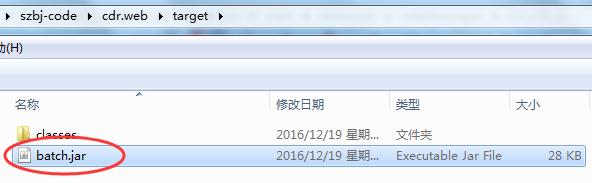 szbj-code ▸ cdr.web ▸ target ▸
助(H)
名称 修改日期 类型 大小
classes 2016/12/19 星期... 文件夹
batch.jar 2016/12/19 星期... Executable Jar File 28 KB